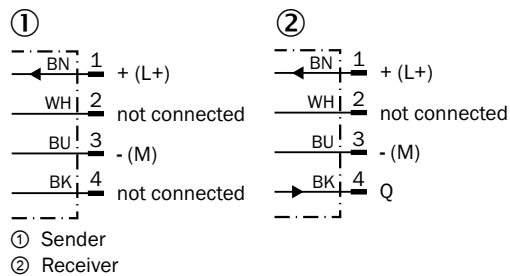 ① ②
BN 1 + (L+)
WH 2 not connected
BU 3 - (M)
BK 4 not connected
BN 1 + (L+)
WH 2 not connected
BU 3 - (M)
BK 4 Q
① Sender
② Receiver